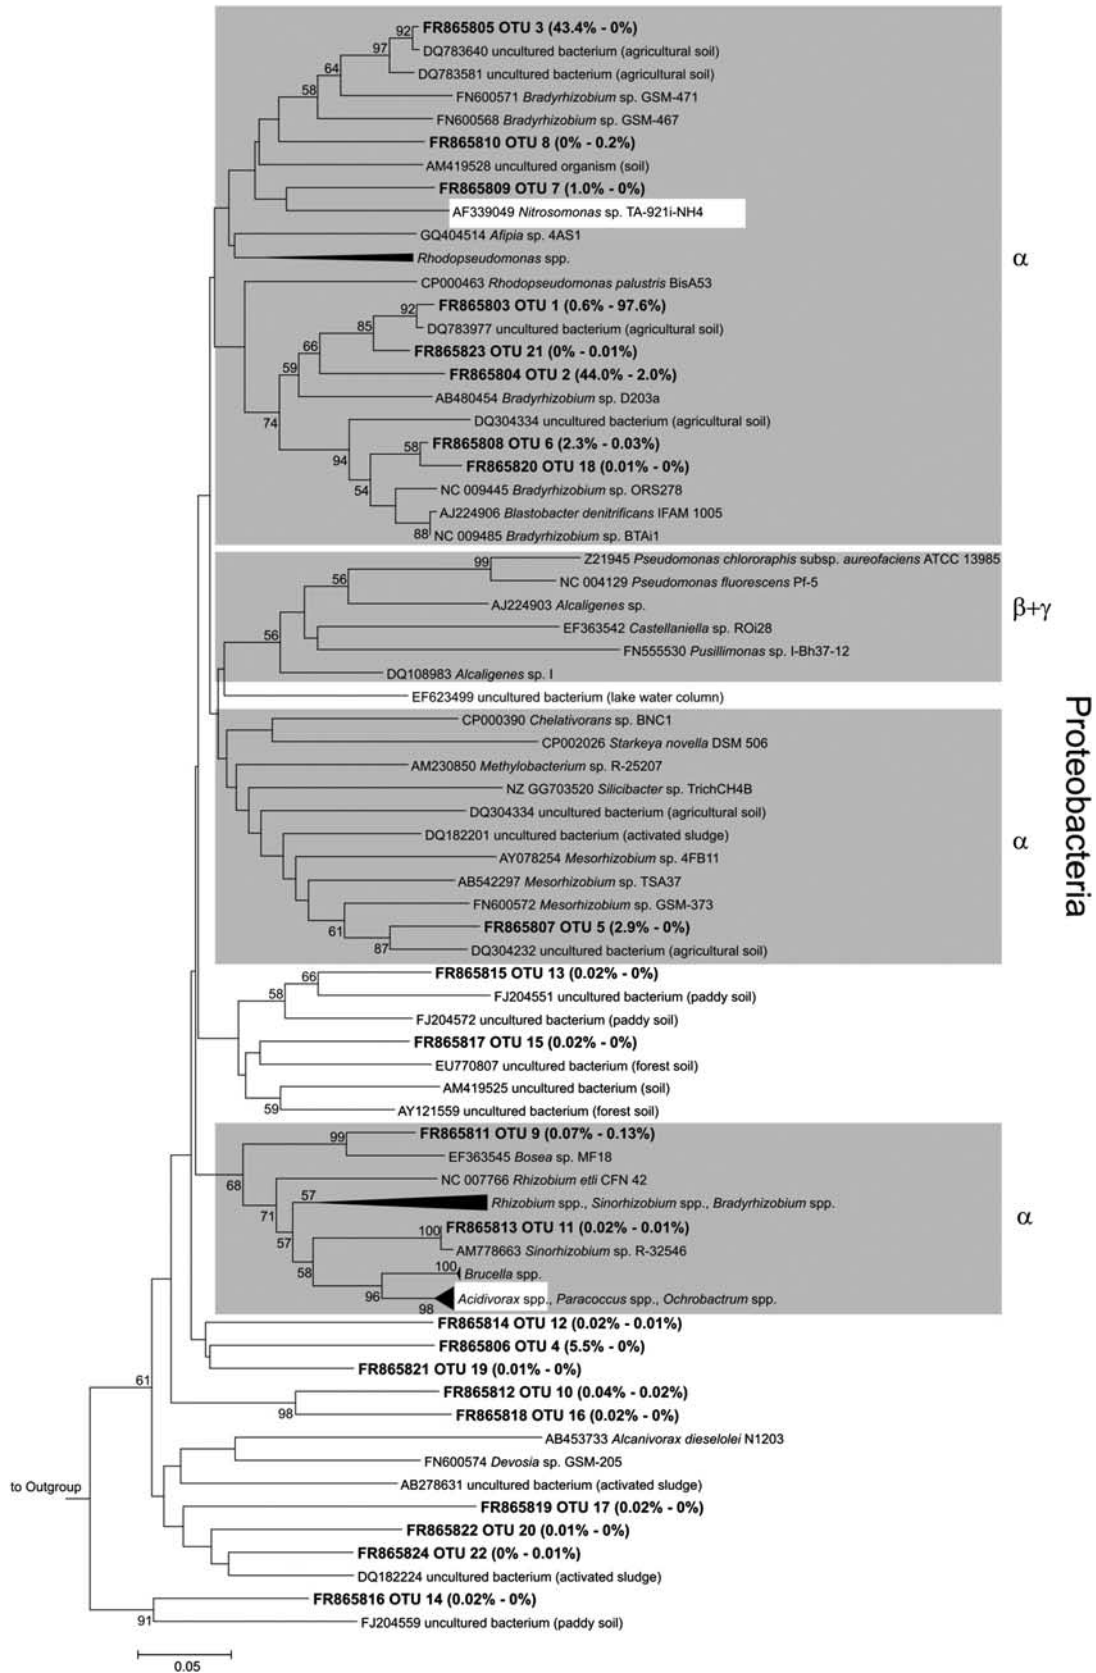 92
FR865805 OTU 3 (43.4% - 0%)
97
DQ783640 uncultured bacterium (agricultural soil)
64
DQ783581 uncultured bacterium (agricultural soil)
58
FN600571 Bradyrhizobium sp. GSM-471
FN600568 Bradyrhizobium sp. GSM-467
FR865810 OTU 8 (0% - 0.2%)
AM419528 uncultured organism (soil)
FR865809 OTU 7 (1.0% - 0%)
AF339049 Nitrosomonas sp. TA-921i-NH4
GQ404514 Afipia sp. 4AS1
Rhodopseudomonas spp.
α
CP000463 Rhodopseudomonas palustris BisA53
92
FR865803 OTU 1 (0.6% - 97.6%)
85
DQ783977 uncultured bacterium (agricultural soil)
66
FR865823 OTU 21 (0% - 0.01%)
59
FR865804 OTU 2 (44.0% - 2.0%)
AB480454 Bradyrhizobium sp. D203a
74
DQ304334 uncultured bacterium (agricultural soil)
58
FR865808 OTU 6 (2.3% - 0.03%)
94
FR865820 OTU 18 (0.01% - 0%)
54
NC 009445 Bradyrhizobium sp. ORS278
AJ224906 Blastobacter denitrificans IFAM 1005
88
NC 009485 Bradyrhizobium sp. BTAi1
99
Z21945 Pseudomonas chlororaphis subsp. aureofaciens ATCC 13985
56
NC 004129 Pseudomonas fluorescens Pf-5
AJ224903 Alcaligenes sp.
β+γ
56
EF363542 Castellaniella sp. ROi28
FN555530 Pusillimonas sp. I-Bh37-12
DQ108983 Alcaligenes sp. I
EF623499 uncultured bacterium (lake water column)
CP000390 Chelativorans sp. BNC1
CP002026 Starkeya novella DSM 506
AM230850 Methylobacterium sp. R-25207
NZ GG703520 Silicibacter sp. TrichCH4B
DQ304334 uncultured bacterium (agricultural soil)
DQ182201 uncultured bacterium (activated sludge)
α
AY078254 Mesorhizobium sp. 4FB11
AB542297 Mesorhizobium sp. TSA37
FN600572 Mesorhizobium sp. GSM-373
61
FR865807 OTU 5 (2.9% - 0%)
87
DQ304232 uncultured bacterium (agricultural soil)
66
FR865815 OTU 13 (0.02% - 0%)
58
FJ204551 uncultured bacterium (paddy soil)
FJ204572 uncultured bacterium (paddy soil)
FR865817 OTU 15 (0.02% - 0%)
EU770807 uncultured bacterium (forest soil)
AM419525 uncultured bacterium (soil)
59
AY121559 uncultured bacterium (forest soil)
99
FR865811 OTU 9 (0.07% - 0.13%)
EF363545 Bosea sp. MF18
68
NC 007766 Rhizobium etli CFN 42
57
Rhizobium spp., Sinorhizobium spp., Bradyrhizobium spp.
71
α
57
100
FR865813 OTU 11 (0.02% - 0.01%)
AM778663 Sinorhizobium sp. R-32546
58
100
Brucella spp.
96
Acidivorax spp., Paracoccus spp., Ochrobactrum spp.
98
FR865814 OTU 12 (0.02% - 0.01%)
FR865806 OTU 4 (5.5% - 0%)
FR865821 OTU 19 (0.01% - 0%)
61
FR865812 OTU 10 (0.04% - 0.02%)
98
FR865818 OTU 16 (0.02% - 0%)
AB453733 Alcanivorax dieselolei N1203
FN600574 Devosia sp. GSM-205
AB278631 uncultured bacterium (activated sludge)
to Outgroup
FR865819 OTU 17 (0.02% - 0%)
FR865822 OTU 20 (0.01% - 0%)
FR865824 OTU 22 (0% - 0.01%)
DQ182224 uncultured bacterium (activated sludge)
FR865816 OTU 14 (0.02% - 0%)
91
FJ204559 uncultured bacterium (paddy soil)
0.05
Proteobacteria